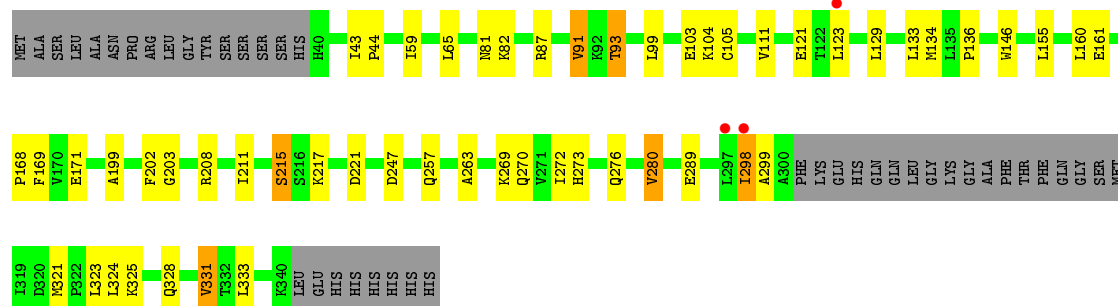 MET ALA SER LEU ALA ASN PRO ARG LEU GLY TYR SER SER SER SER HIS H40 I43 P44 I59 L65 N81 K82 R87 V91 K92 T93 L99 E103 K104 C105 V111 E121 T122 L123 L129 L133 M134 L135 P136 W146 L155 L160 E161
P168 F169 V170 E171 A199 F202 G203 R208 I211 S215 S216 K217 D221 D247 Q257 A263 K269 Q270 V271 I272 H273 Q276 V280 E289 L297 I298 A299 A300 PHE LYS GLU HIS GLN GLN LEU GLY LYS GLY ALA PHE THR PHE GLN GLY SER MET
I319 D320 M321 P322 L323 L324 K325 Q328 V331 T332 L333 K340 LEU GLU HIS HIS HIS HIS HIS HIS